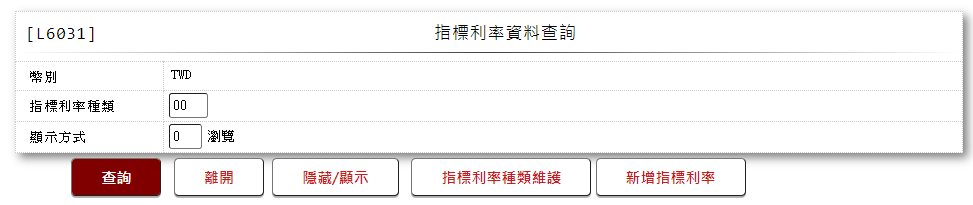 [L6031] 指標利率資料查詢
幣別 TWD
指標利率種類 00
顯示方式 0 瀏覽
查詢 離開 隱藏/顯示 指標利率種類維護 新增指標利率